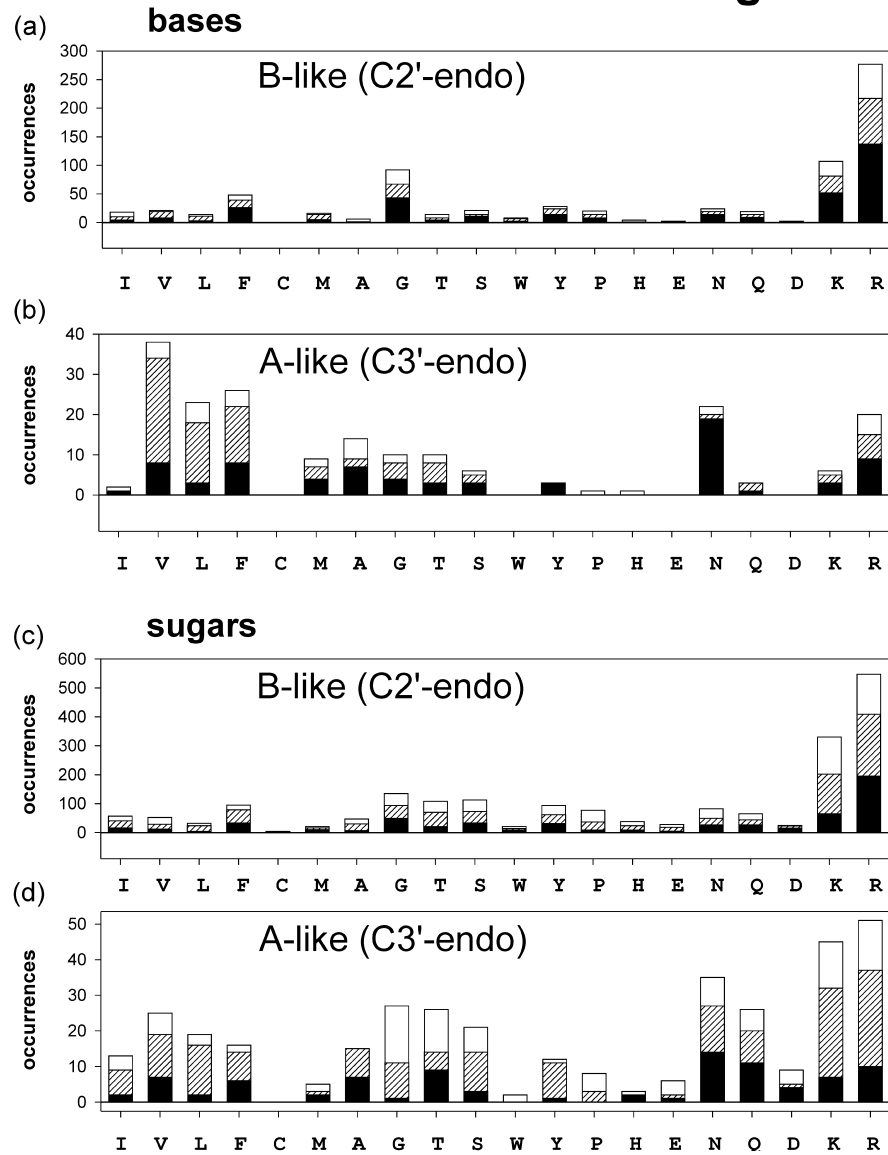 g
(a) bases
B-like (C2'-endo)
occurrences
300
250
200
150
100
50
0
I V L F C M A G T S W Y P H E N Q D K R
(b)
A-like (C3'-endo)
occurrences
40
30
20
10
0
I V L F C M A G T S W Y P H E N Q D K R
(c) sugars
B-like (C2'-endo)
occurrences
600
500
400
300
200
100
0
I V L F C M A G T S W Y P H E N Q D K R
(d)
A-like (C3'-endo)
occurrences
50
40
30
20
10
0
I V L F C M A G T S W Y P H E N Q D K R